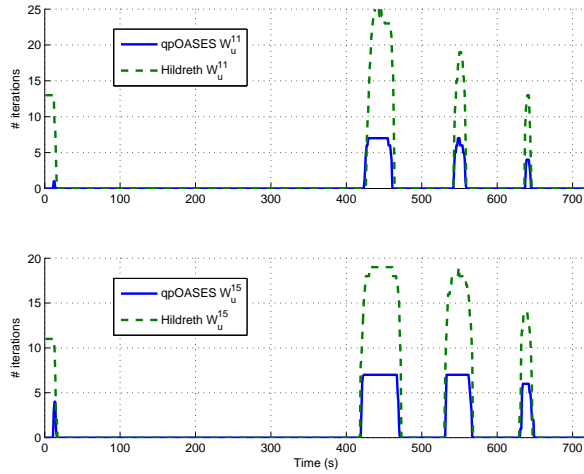 25
20
15
10
5
0
# iterations
qpOASES W_u^11
Hildreth W_u^11
0 100 200 300 400 500 600 700
20
15
10
5
0
# iterations
qpOASES W_u^15
Hildreth W_u^15
0 100 200 300 400 500 600 700
Time (s)